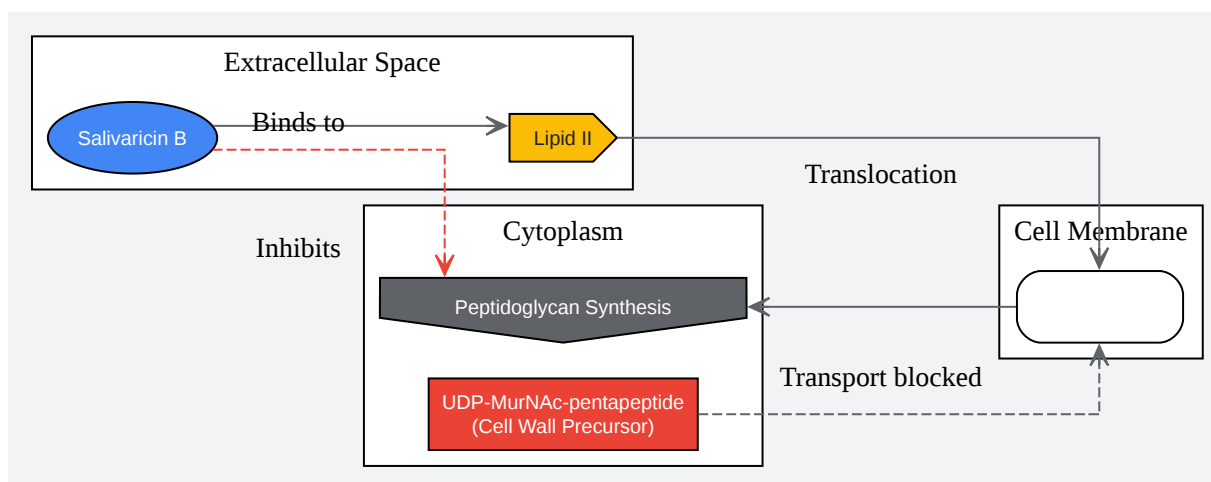 Extracellular Space
Salivaricin B
Binds to
Lipid II
Translocation
Inhibits
Cytoplasm
Cell Membrane
Peptidoglycan Synthesis
Transport blocked
UDP-MurNAc-pentapeptide
(Cell Wall Precursor)